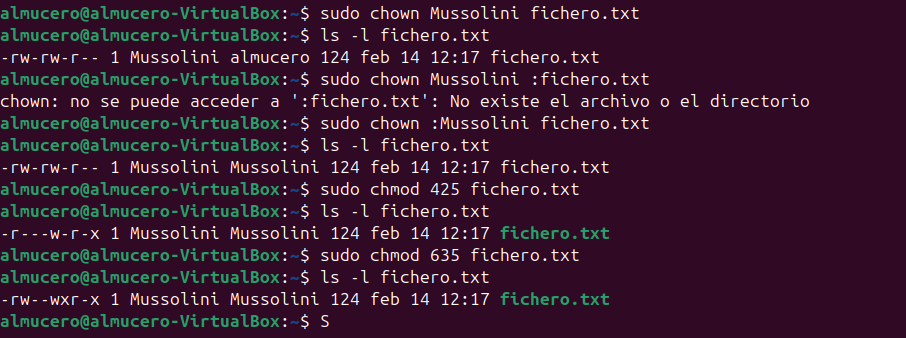 almucero@almucero-VirtualBox:~$ sudo chown Mussolini fichero.txt
almucero@almucero-VirtualBox:~$ ls -l fichero.txt
-rw-rw-r-- 1 Mussolini almucero 124 feb 14 12:17 fichero.txt
almucero@almucero-VirtualBox:~$ sudo chown Mussolini :fichero.txt
chown: no se puede acceder a ':fichero.txt': No existe el archivo o el directorio
almucero@almucero-VirtualBox:~$ sudo chown :Mussolini fichero.txt
almucero@almucero-VirtualBox:~$ ls -l fichero.txt
-rw-rw-r-- 1 Mussolini Mussolini 124 feb 14 12:17 fichero.txt
almucero@almucero-VirtualBox:~$ sudo chmod 425 fichero.txt
almucero@almucero-VirtualBox:~$ ls -l fichero.txt
-r---w-r-x 1 Mussolini Mussolini 124 feb 14 12:17 fichero.txt
almucero@almucero-VirtualBox:~$ sudo chmod 635 fichero.txt
almucero@almucero-VirtualBox:~$ ls -l fichero.txt
-rw--wxr-x 1 Mussolini Mussolini 124 feb 14 12:17 fichero.txt
almucero@almucero-VirtualBox:~$ S